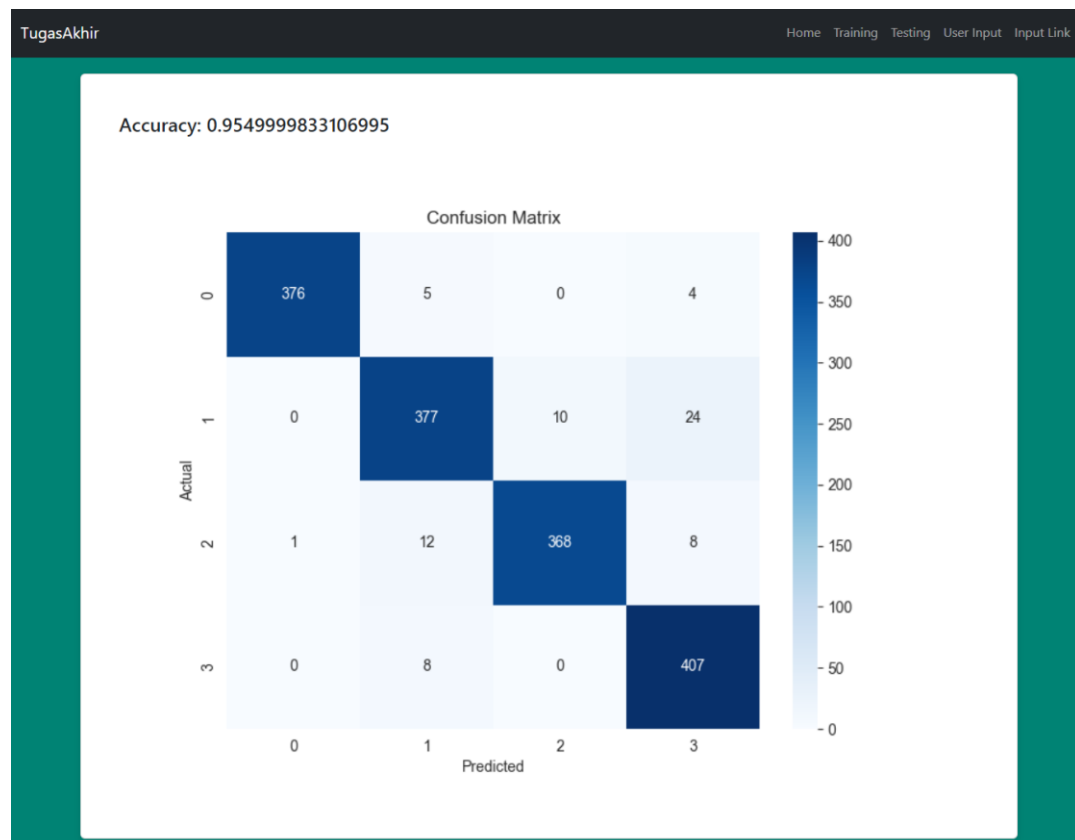 TugasAkhir Home Training Testing User Input Input Link
Accuracy: 0.9549999833106995
Confusion Matrix
400
0 376 5 0 4
350
300
1 0 377 10 24
250
Actual
200
2 1 12 368 8
150
100
3 0 8 0 407
50
0
0 1 2 3
Predicted